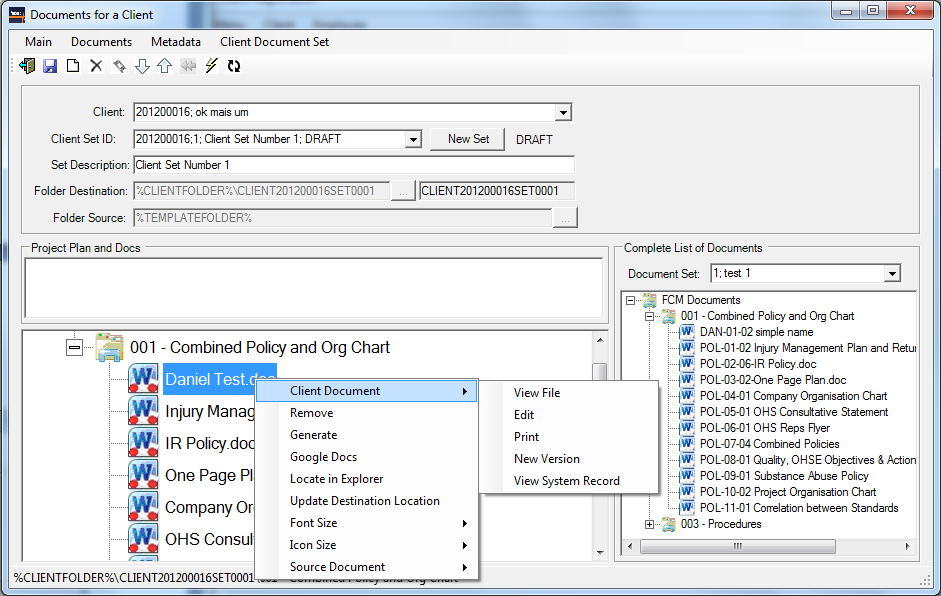 Documents for a Client
Main Documents Metadata Client Document Set
Client: 201200016; ok mais um
Client Set ID: 201200016;1; Client Set Number 1; DRAFT New Set DRAFT
Set Description: Client Set Number 1
Folder Destination: %CLIENTFOLDER%\CLIENT201200016SET0001 ... CLIENT201200016SET0001
Folder Source: %TEMPLATEFOLDER% ...
Project Plan and Docs
001 - Combined Policy and Org Chart
Daniel Test.doc
Injury Manag
IR Policy.doc
One Page Pl
Company Or
OHS Consul
Client Document
Remove
Generate
Google Docs
Locate in Explorer
Update Destination Location
Font Size
Icon Size
Source Document
View File
Edit
Print
New Version
View System Record
Complete List of Documents
Document Set: 1; test 1
FCM Documents
001 - Combined Policy and Org Chart
DAN-01-02 simple name
POL-01-02 Injury Management Plan and Retur
POL-02-06-IR Policy.doc
POL-03-02-One Page Plan.doc
POL-04-01 Company Organisation Chart
POL-05-01 OHS Consultative Statement
POL-06-01 OHS Reps Flyer
POL-07-04 Combined Policies
POL-08-01 Quality, OHSE Objectives & Action
POL-09-01 Substance Abuse Policy
POL-10-02 Project Organisation Chart
POL-11-01 Correlation between Standards
003 - Procedures
%CLIENTFOLDER%\CLIENT201200016SET0001\001 - Combined Policy and Org Chart